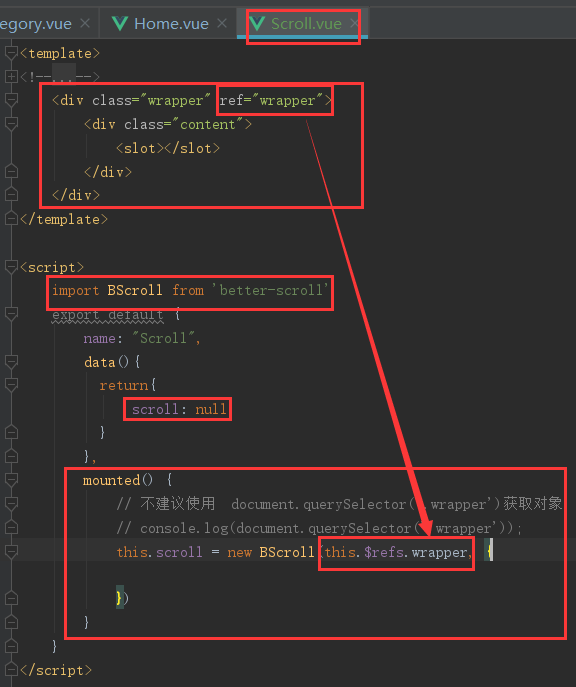 egory.vue × Home.vue × Scroll.vue ×
<template>
<!--...-->
<div class="wrapper" ref="wrapper">
<div class="content">
<slot></slot>
</div>
</div>
</template>
<script>
import BScroll from 'better-scroll'
export default {
name: "Scroll",
data(){
return{
scroll: null
}
},
mounted() {
// 不建议使用 document.querySelector('.wrapper')获取对象
// console.log(document.querySelector('.wrapper'));
this.scroll = new BScroll(this.$refs.wrapper, {
})
}
}
</script>